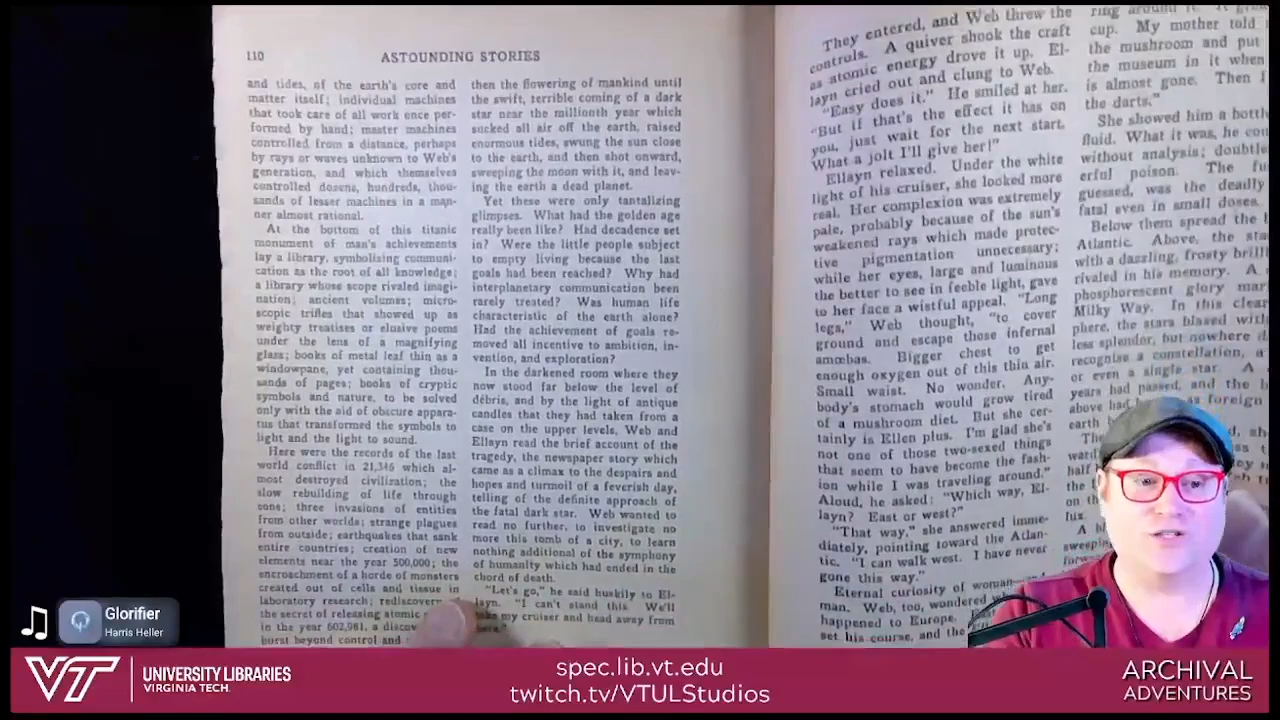 110
ASTOUNDING STORIES
and tides, of the earth's core and
matter itself; individual machines
that took care of all work once per-
formed by hand; master machines
controlled from a distance, perhaps
by rays or waves unknown to Web's
generation, and which themselves
controlled dozens, hundreds, thou-
sands of lesser machines in a man-
ner almost rational.
At the bottom of this titanic
monument of man's achievements
lay a library, symbolizing communi-
cation as the root of all knowledge;
a library whose scope rivaled imagi-
nation; ancient volumes; micro-
scopic trifles that showed up as
weighty treatises or elusive poems
under the lens of a magnifying
glass; books of metal leaf thin as a
windowpane, yet containing thou-
sands of pages; books of cryptic
symbols and nature, to be solved
only with the aid of obscure appara-
tus that transformed the symbols to
light and the light to sound.
Here were the records of the last
world conflict in 21,346 which al-
most destroyed civilization; the
slow rebuilding of life through
eons; three invasions of entities
from other worlds; strange plagues
from outside; earthquakes that sank
entire countries; creation of new
elements near the year 500,000; the
encroachment of a horde of monsters
created out of cells and tissue in
laboratory research;
the secret of releasing atomic
in the year 602,981, a
burst beyond control and
then the flowering of mankind until
the swift, terrible coming of a dark
star near the millionth year which
sucked all air off the earth, raised
enormous tides, swung the sun close
to the earth, and then shot onward,
sweeping the moon with it, and leav-
ing the earth a dead planet.
Yet these were only tantalizing
glimpses. What had the golden age
really been like? Had decadence set
in? Were the little people subject
to empty living because the last
goals had been reached? Why had
interplanetary communication been
rarely treated? Was human life
characteristic of the earth alone?
Had the achievement of goals re-
moved all incentive to ambition, in-
vention, and exploration?
In the darkened room where they
now stood far below the level of
débris, and by the light of antique
candles that they had taken from a
case on the upper levels, Web and
Ellayn read the brief account of the
tragedy, the newspaper story which
came as a climax to the despairs and
hopes and turmoil of a feverish day,
telling of the definite approach of
the fatal dark star. Web wanted to
read no further, to investigate no
more this tomb of a city, to learn
nothing additional of the symphony
of humanity which had ended in the
chord of death.
"Let's go," he said huskily to El-
layn. "I can't stand this. We'll
my cruiser and head away from
They entered, and Web threw the
controls. A quiver shook the craft
as atomic energy drove it up. El-
layn cried out and clung to Web.
"Easy does it." He smiled at her.
"But if that's the effect it has on
you, just wait for the next start.
What a jolt I'll give her!"
Ellayn relaxed. Under the white
light of his cruiser, she looked more
real. Her complexion was extremely
pale, probably because of the sun's
weakened rays which made protec-
tive pigmentation unnecessary;
while her eyes, large and luminous
the better to see in feeble light, gave
to her face a wistful appeal. "Long
legs," Web thought, "to cover
ground and escape those infernal
amœbas. Bigger chest to get
enough oxygen out of this thin air.
Small waist. No wonder. Any-
body's stomach would grow tired
of a mushroom diet. But she cer-
tainly is Ellen plus. I'm glad she's
not one of those two-sexed things
that seem to have become the fash-
ion while I was traveling around."
Aloud, he asked: "Which way, El-
layn? East or west?"
"That way," she answered imme-
diately, pointing toward the Atlan-
tic. "I can walk west. I have never
gone this way."
Eternal curiosity of woman
man. Web, too, wondered
happened to Europe.
set his course, and the
ring around it.
cup. My mother told
the mushroom and put
the museum in it when
is almost gone. Then I
the darts."
She showed him a
fluid. What it was, he
without analysis;
erful poison. The
guessed, was the deadly
fatal even in small doses.
Below them spread the
Atlantic. Above, the
with a dazzling, frosty
rivaled in his memory. A
phosphorescent glory
Milky Way. In this clear
phere, the stars blazed with
less splendor, but nowhere
recognize a constellation,
or even a single star. A
years had passed, and the
above had as foreign
earth
half
the
on the
Glorifier
Harris Heller
VT
UNIVERSITY LIBRARIES
VIRGINIA TECH.
spec.lib.vt.edu
twitch.tv/VTULStudios
ARCHIVAL
ADVENTURES